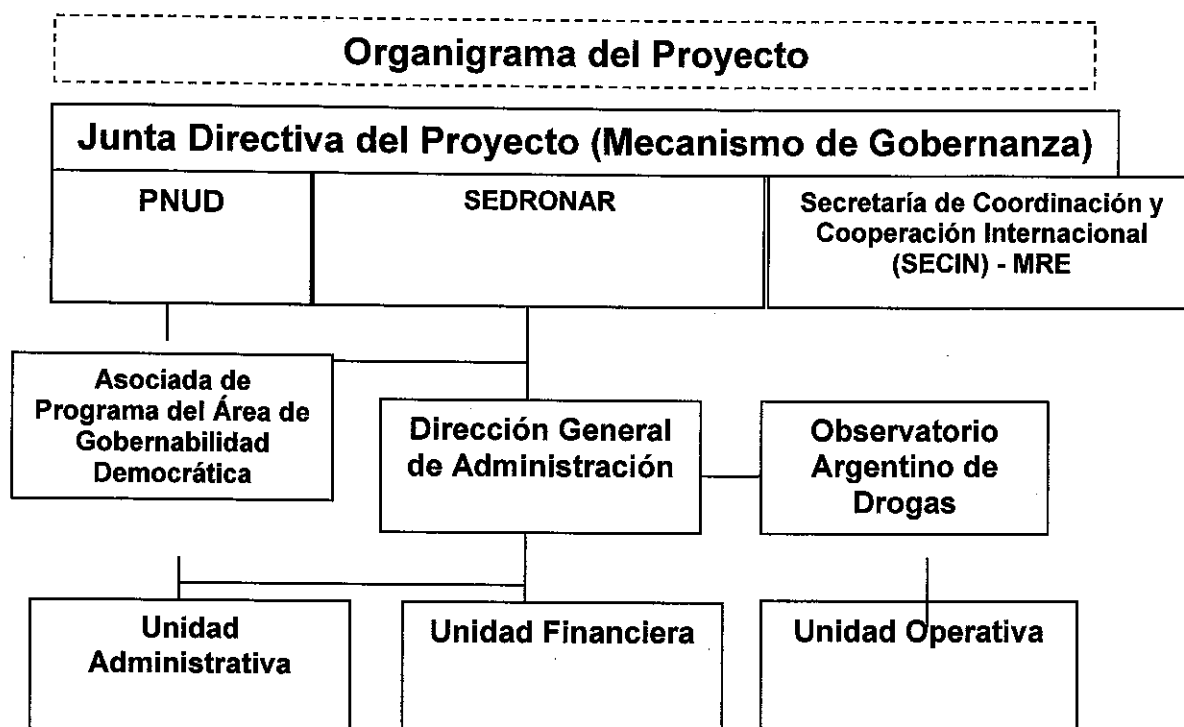 Organigrama del Proyecto
Junta Directiva del Proyecto (Mecanismo de Gobernanza)
PNUD
SEDRONAR
Secretaría de Coordinación y
Cooperación Internacional
(SECIN) - MRE
Asociada de
Programa del Área de
Gobernabilidad
Democrática
Dirección General
de Administración
Observatorio
Argentino de
Drogas
Unidad
Administrativa
Unidad Financiera
Unidad Operativa